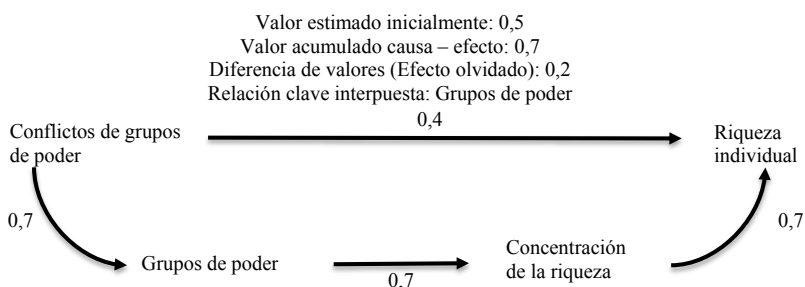 Valor estimado inicialmente: 0,5
Valor acumulado causa – efecto: 0,7
Diferencia de valores (Efecto olvidado): 0,2
Relación clave interpuesta: Grupos de poder
0,4
Conflictos de grupos
de poder
Riqueza
individual
0,7
0,7
Grupos de poder
0,7
Concentración
de la riqueza